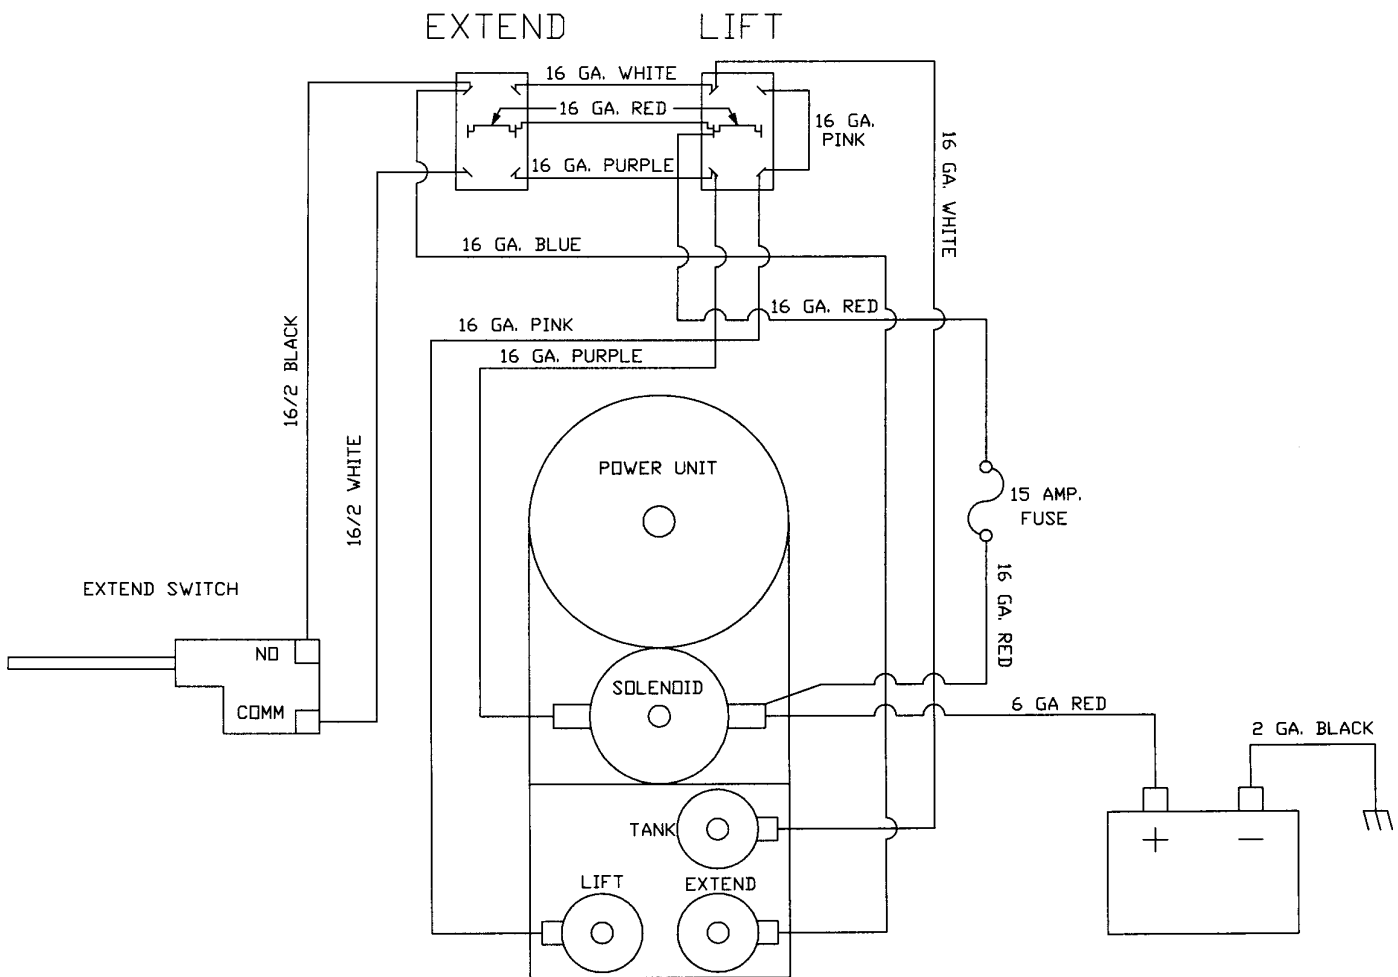 EXTEND
LIFT
16 GA. WHITE
16 GA. RED
16 GA.
PINK
16 GA. PURPLE
16 GA. WHITE
16 GA. BLUE
16 GA. RED
16 GA. PINK
16 GA. PURPLE
16/2 BLACK
16/2 WHITE
POWER UNIT
15 AMP.
FUSE
16 GA. RED
EXTEND SWITCH
NO
COMM
SOLENOID
6 GA RED
2 GA. BLACK
+
-
TANK
LIFT
EXTEND